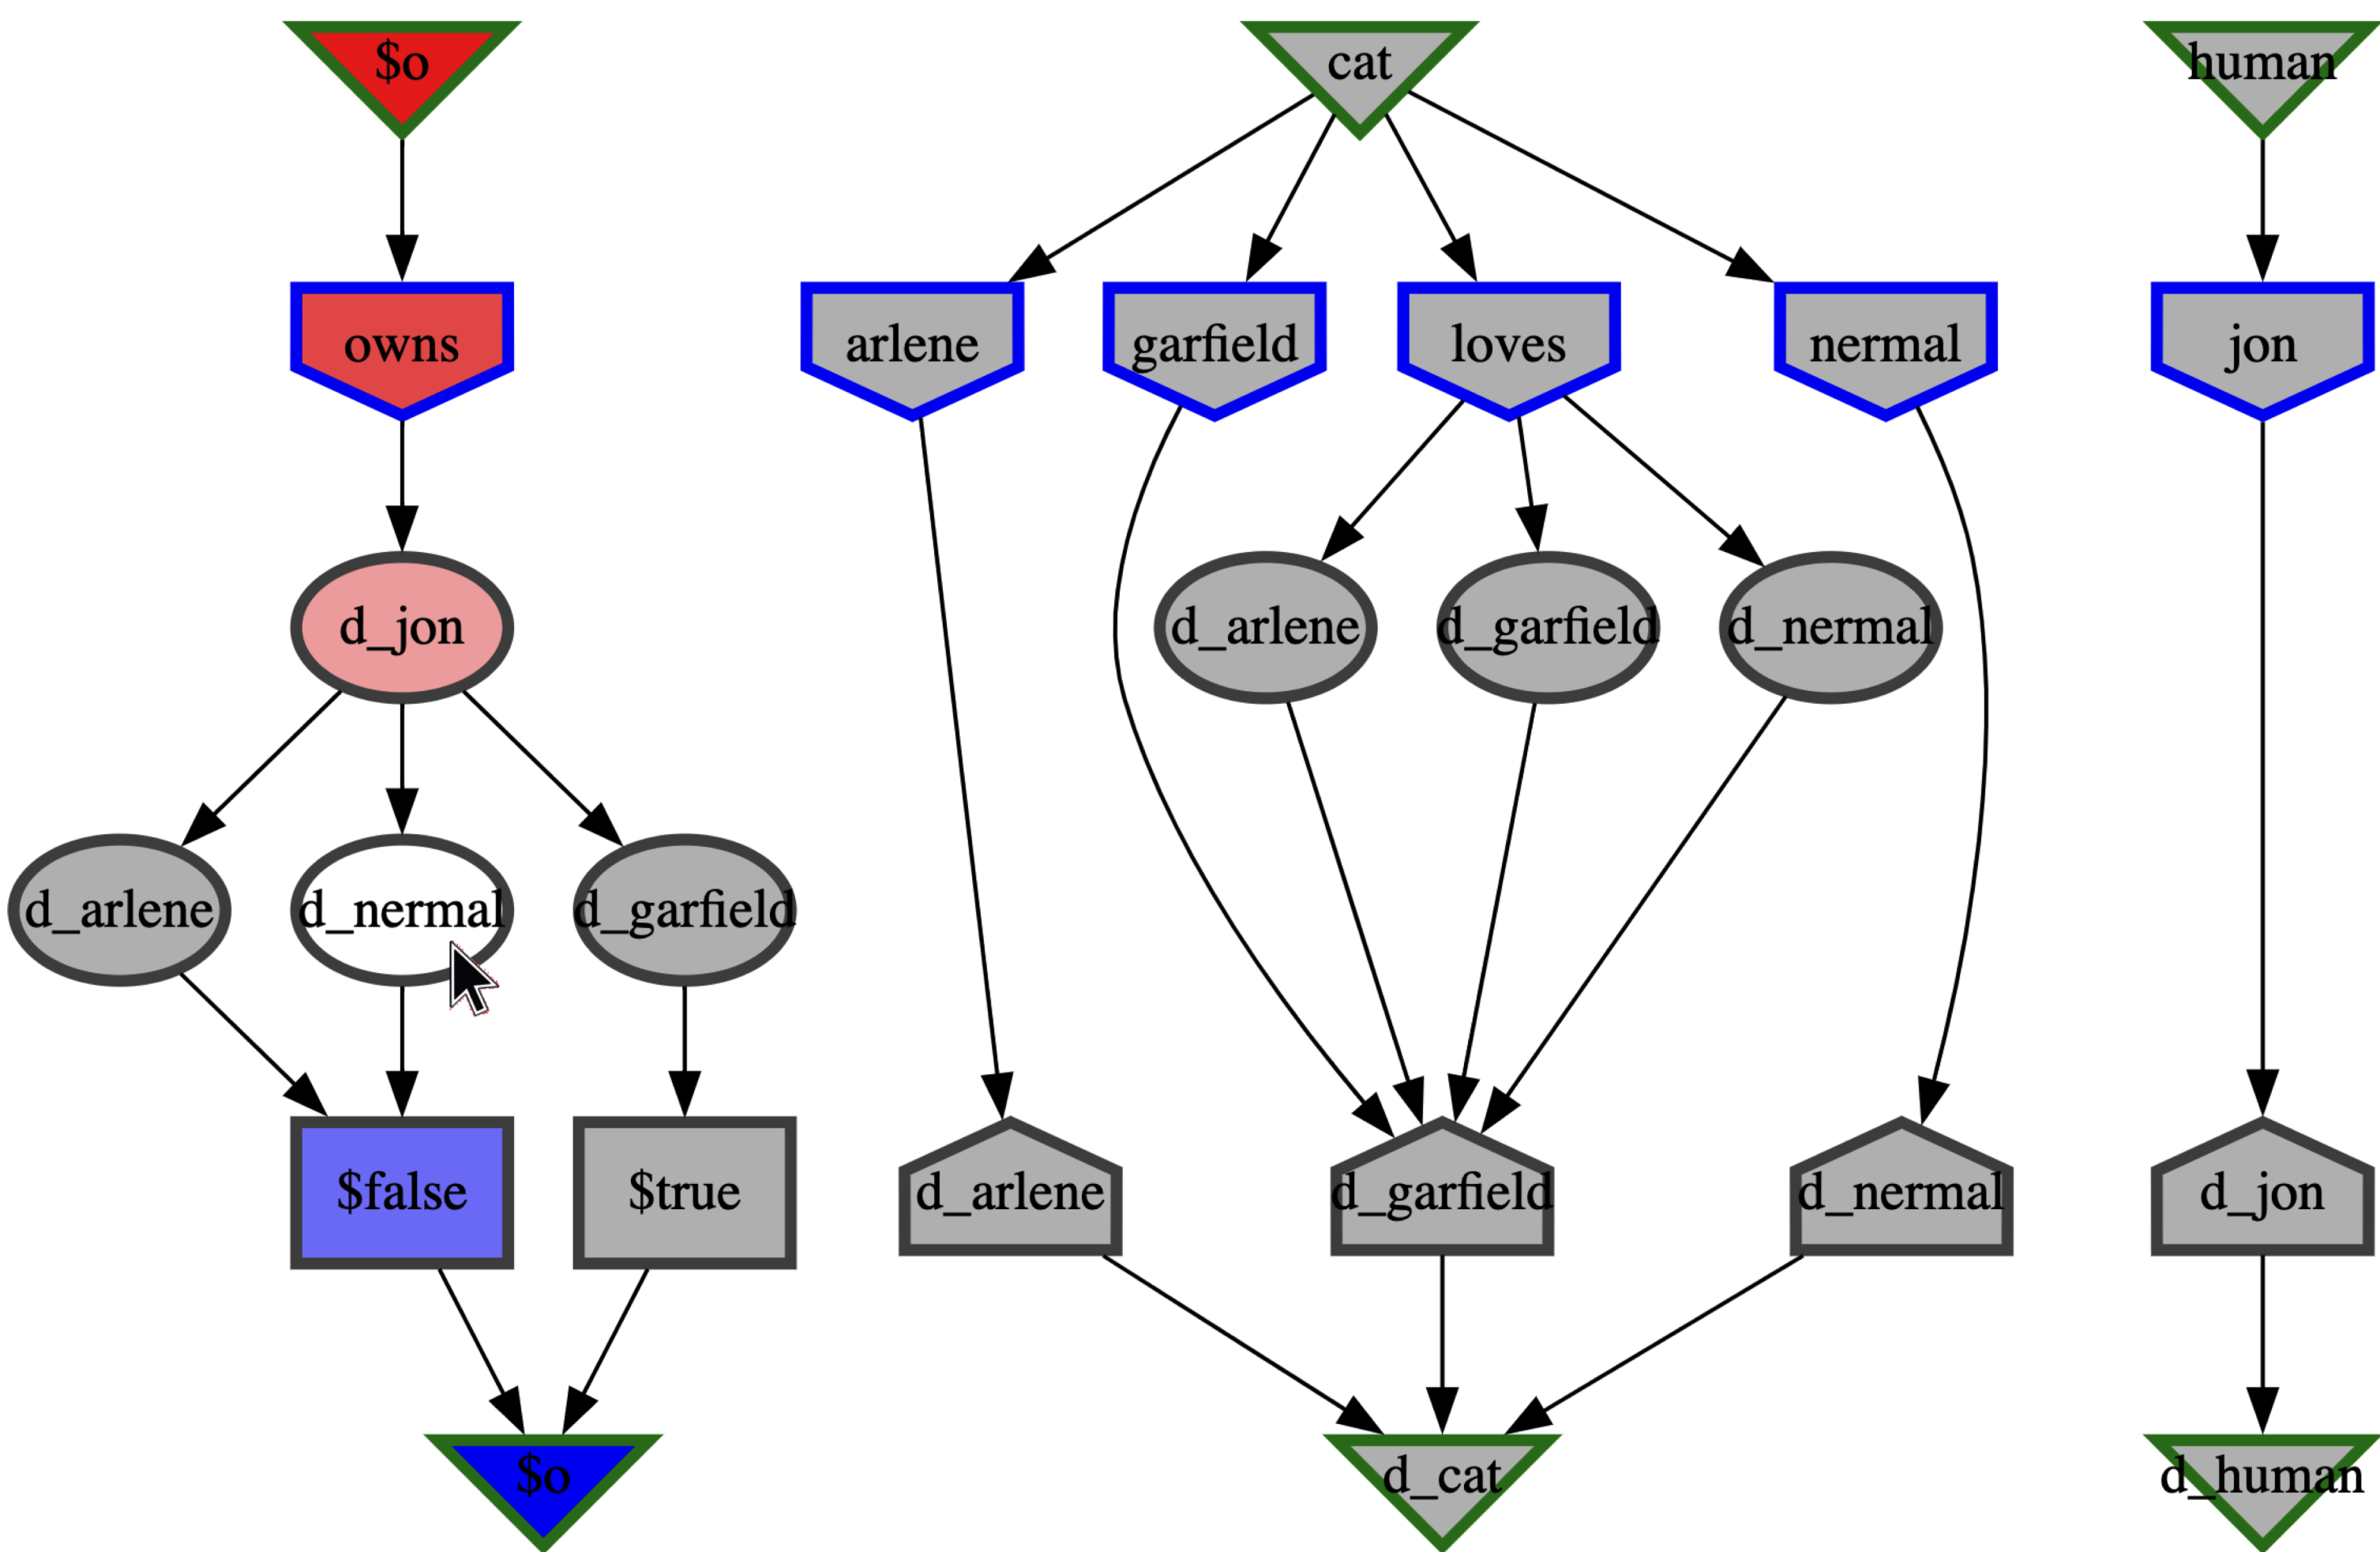 $o
cat
human
owns
arlene
garfield
loves
nermal
jon
d_jon
d_arlene
d_garfield
d_nermal
d_arlene
d_nermal
d_garfield
$false
$true
d_arlene
d_garfield
d_nermal
d_jon
$o
d_cat
d_human